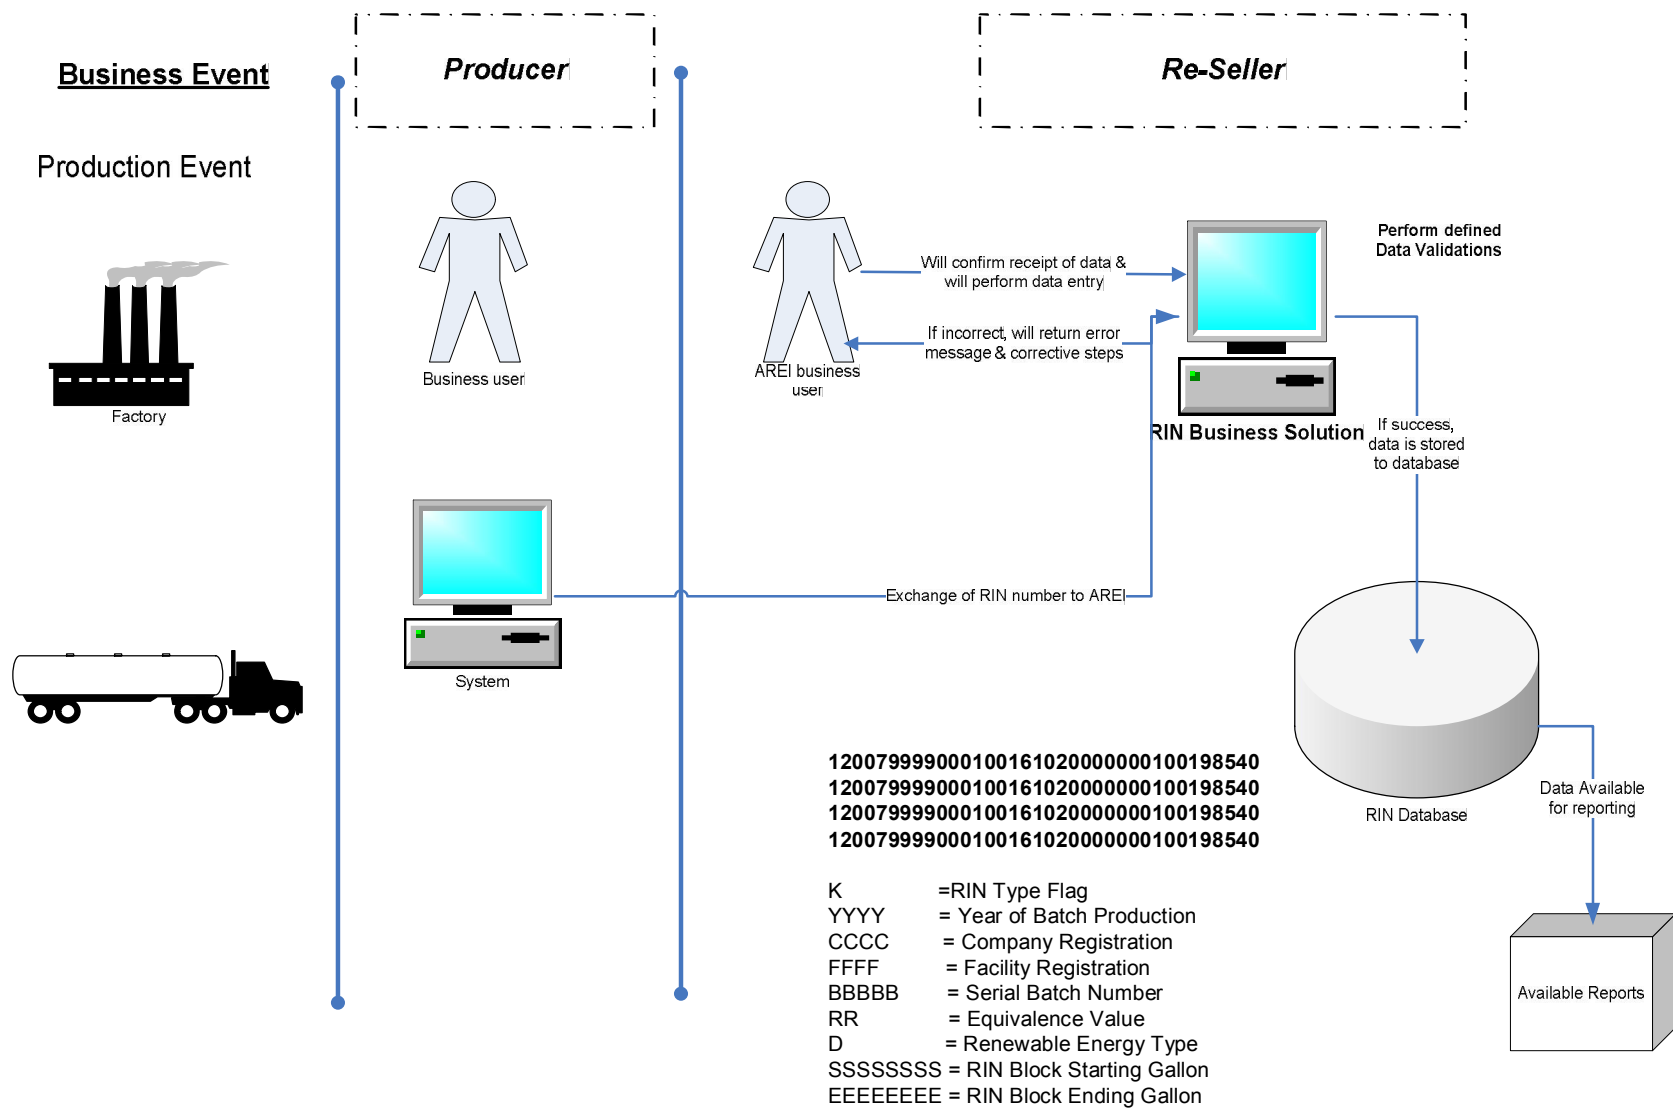 Business Event
Producer
Re-Seller
Production Event
Perform defined
Data Validations
Will confirm receipt of data &
will perform data entry
If incorrect, will return error
message & corrective steps
Factory
Business user
AREI business
user
RIN Business Solution
If success,
data is stored
to database
Exchange of RIN number to AREI
System
120079999000100161020000000100198540
120079999000100161020000000100198540
120079999000100161020000000100198540
120079999000100161020000000100198540
RIN Database
Data Available
for reporting
K =RIN Type Flag
YYYY = Year of Batch Production
CCCC = Company Registration
FFFF = Facility Registration
BBBBB = Serial Batch Number
RR = Equivalence Value
D = Renewable Energy Type
SSSSSSSS = RIN Block Starting Gallon
EEEEEEEE = RIN Block Ending Gallon
Available Reports